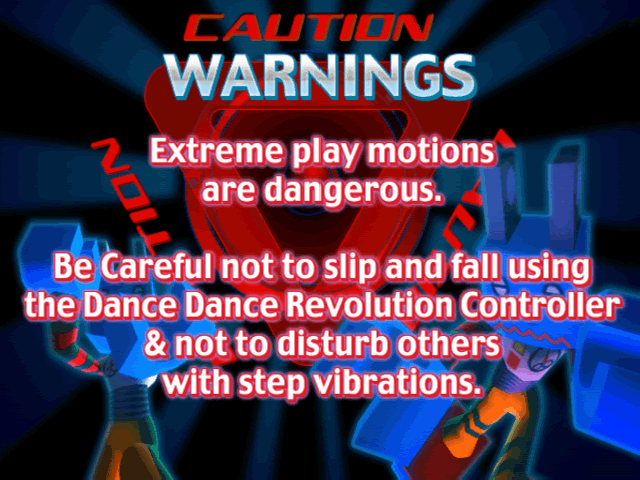 CAUTION
WARNINGS
Extreme play motions
are dangerous.
Be Careful not to slip and fall using
the Dance Dance Revolution Controller
& not to disturb others
with step vibrations.